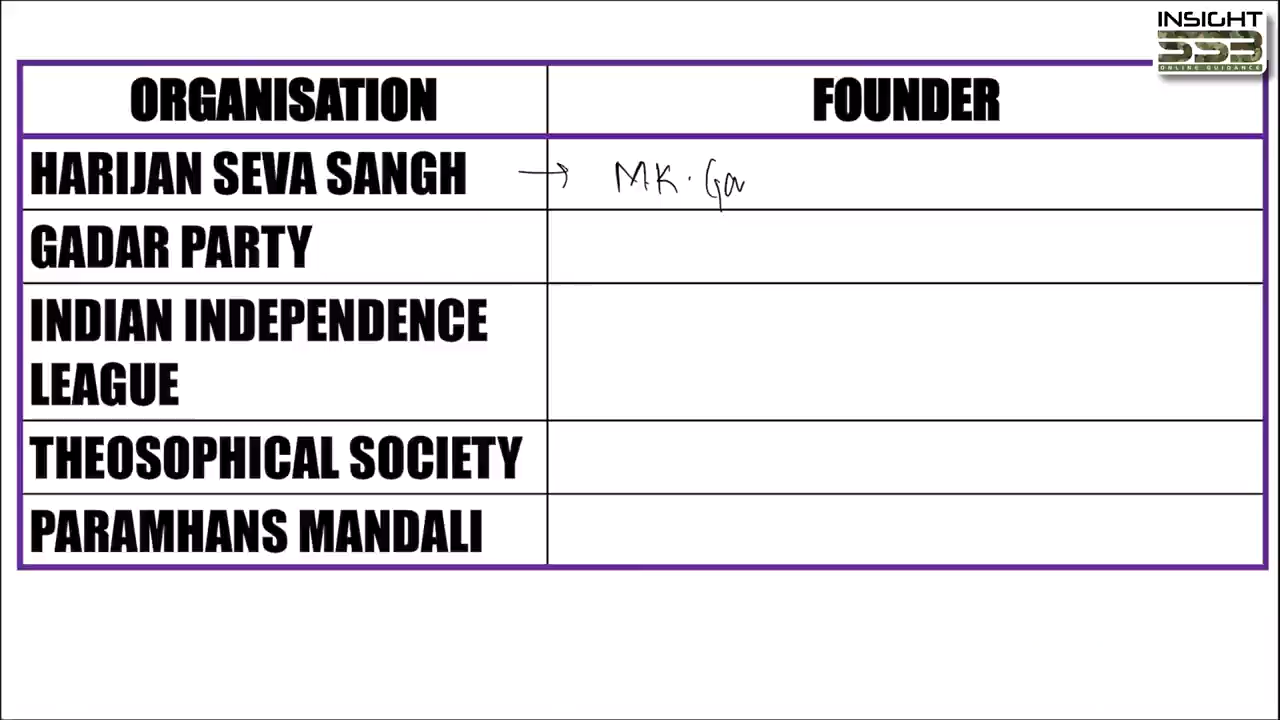 INSIGHT
SSB
ONLINE GUIDANCE
ORGANISATION FOUNDER
HARIJAN SEVA SANGH → MK. Gan
GADAR PARTY
INDIAN INDEPENDENCE
LEAGUE
THEOSOPHICAL SOCIETY
PARAMHANS MANDALI